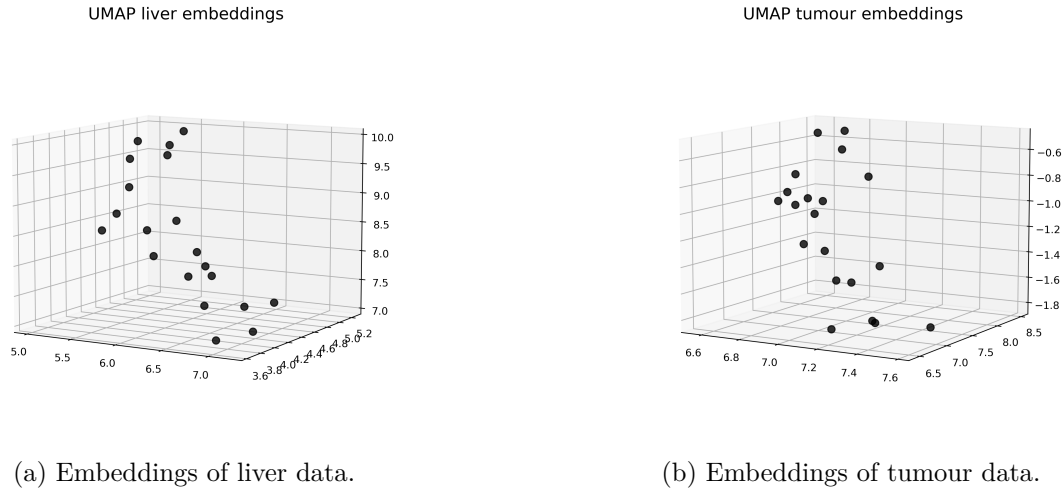 UMAP liver embeddings
10.0
9.5
9.0
8.5
8.0
7.5
7.0
5.0 5.5 6.0 6.5 7.0
3.6 3.8 4.0 4.2 4.4 4.6 4.8 5.0 5.2
(a) Embeddings of liver data.
UMAP tumour embeddings
−0.6
−0.8
−1.0
−1.2
−1.4
−1.6
−1.8
6.6 6.8 7.0 7.2 7.4 7.6
6.5 7.0 7.5 8.0 8.5
(b) Embeddings of tumour data.